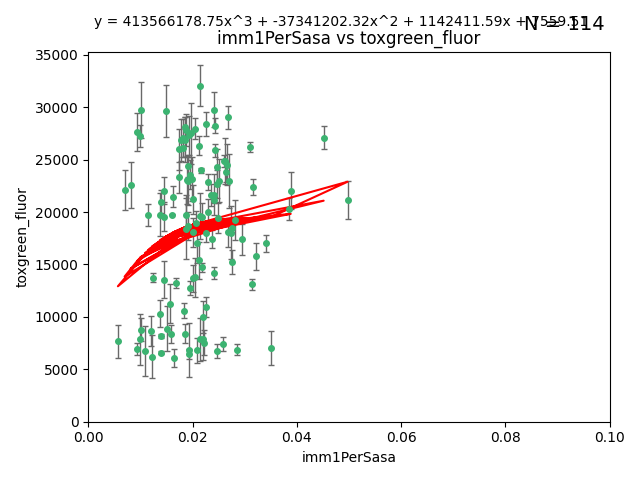 y = 413566178.75x^3 + -37341202.32x^2 + 1142411.59x + 7559.51
N = 114
imm1PerSasa vs toxgreen_fluor
35000
30000
25000
20000
15000
10000
5000
0
toxgreen_fluor
0.00 0.02 0.04 0.06 0.08 0.10
imm1PerSasa